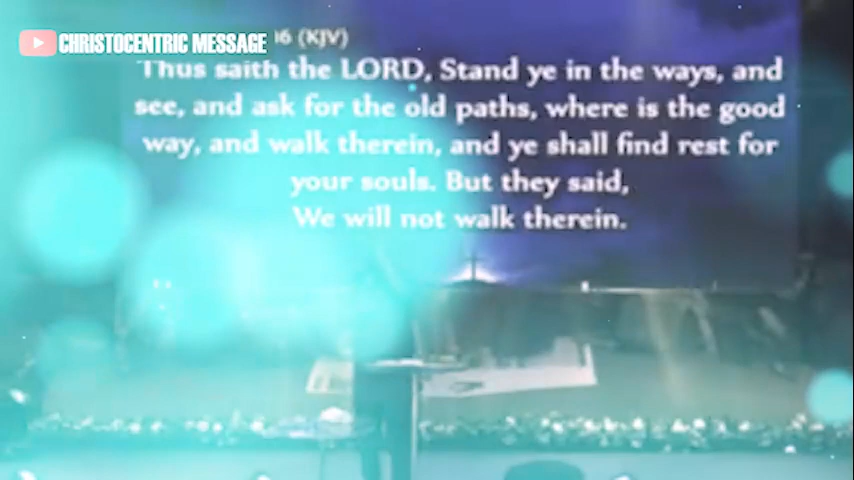 CHRISTOCENTRIC MESSAGE
16 (KJV)
Thus saith the LORD, Stand ye in the ways, and
see, and ask for the old paths, where is the good
way, and walk therein, and ye shall find rest for
your souls. But they said,
We will not walk therein.